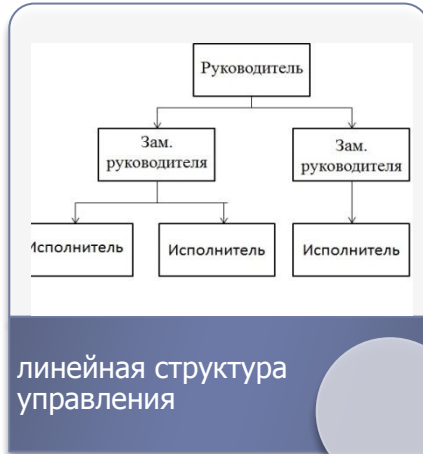 Руководитель
Зам.
руководителя
Зам.
руководителя
Исполнитель
Исполнитель
Исполнитель
линейная структура
управления